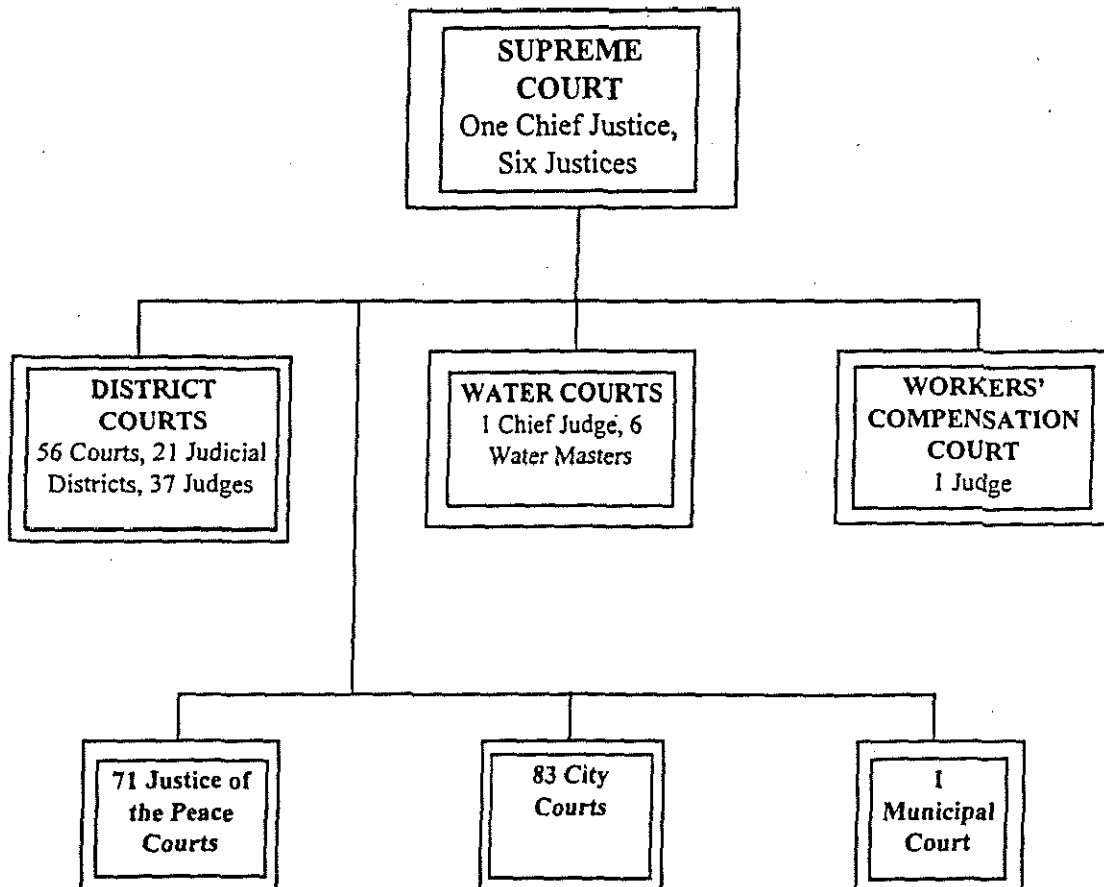 SUPREME
COURT
One Chief Justice,
Six Justices
DISTRICT
COURTS
56 Courts, 21 Judicial
Districts, 37 Judges
WATER COURTS
1 Chief Judge, 6
Water Masters
WORKERS'
COMPENSATION
COURT
1 Judge
71 Justice of
the Peace
Courts
83 City
Courts
1
Municipal
Court